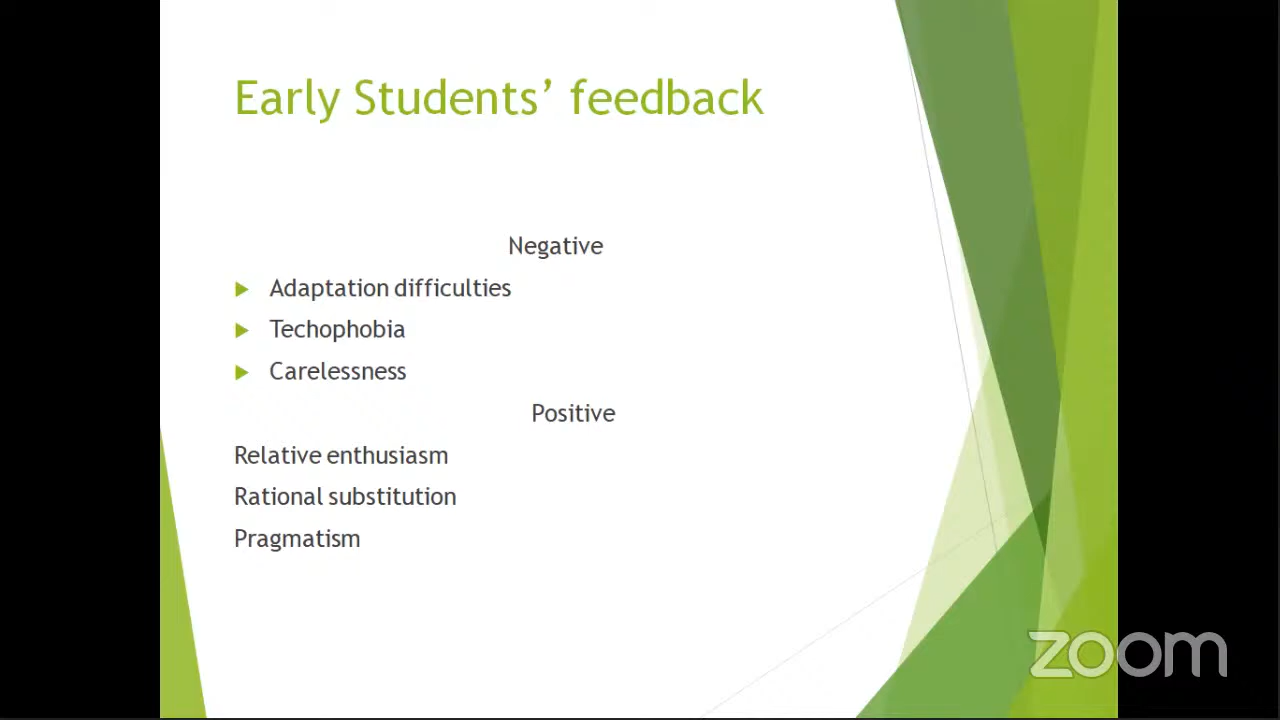 Early Students’ feedback
Negative
Adaptation difficulties
Techophobia
Carelessness
Positive
Relative enthusiasm
Rational substitution
Pragmatism
zoom